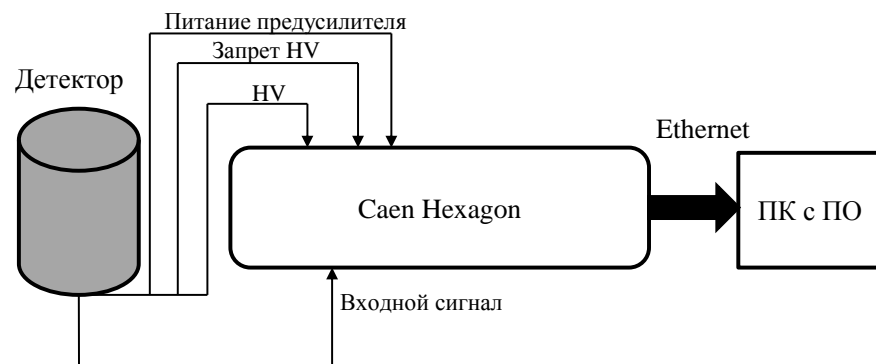 Питание предусилителя
Запрет HV
Детектор
HV
Ethernet
Caen Hexagon
ПК с ПО
Входной сигнал